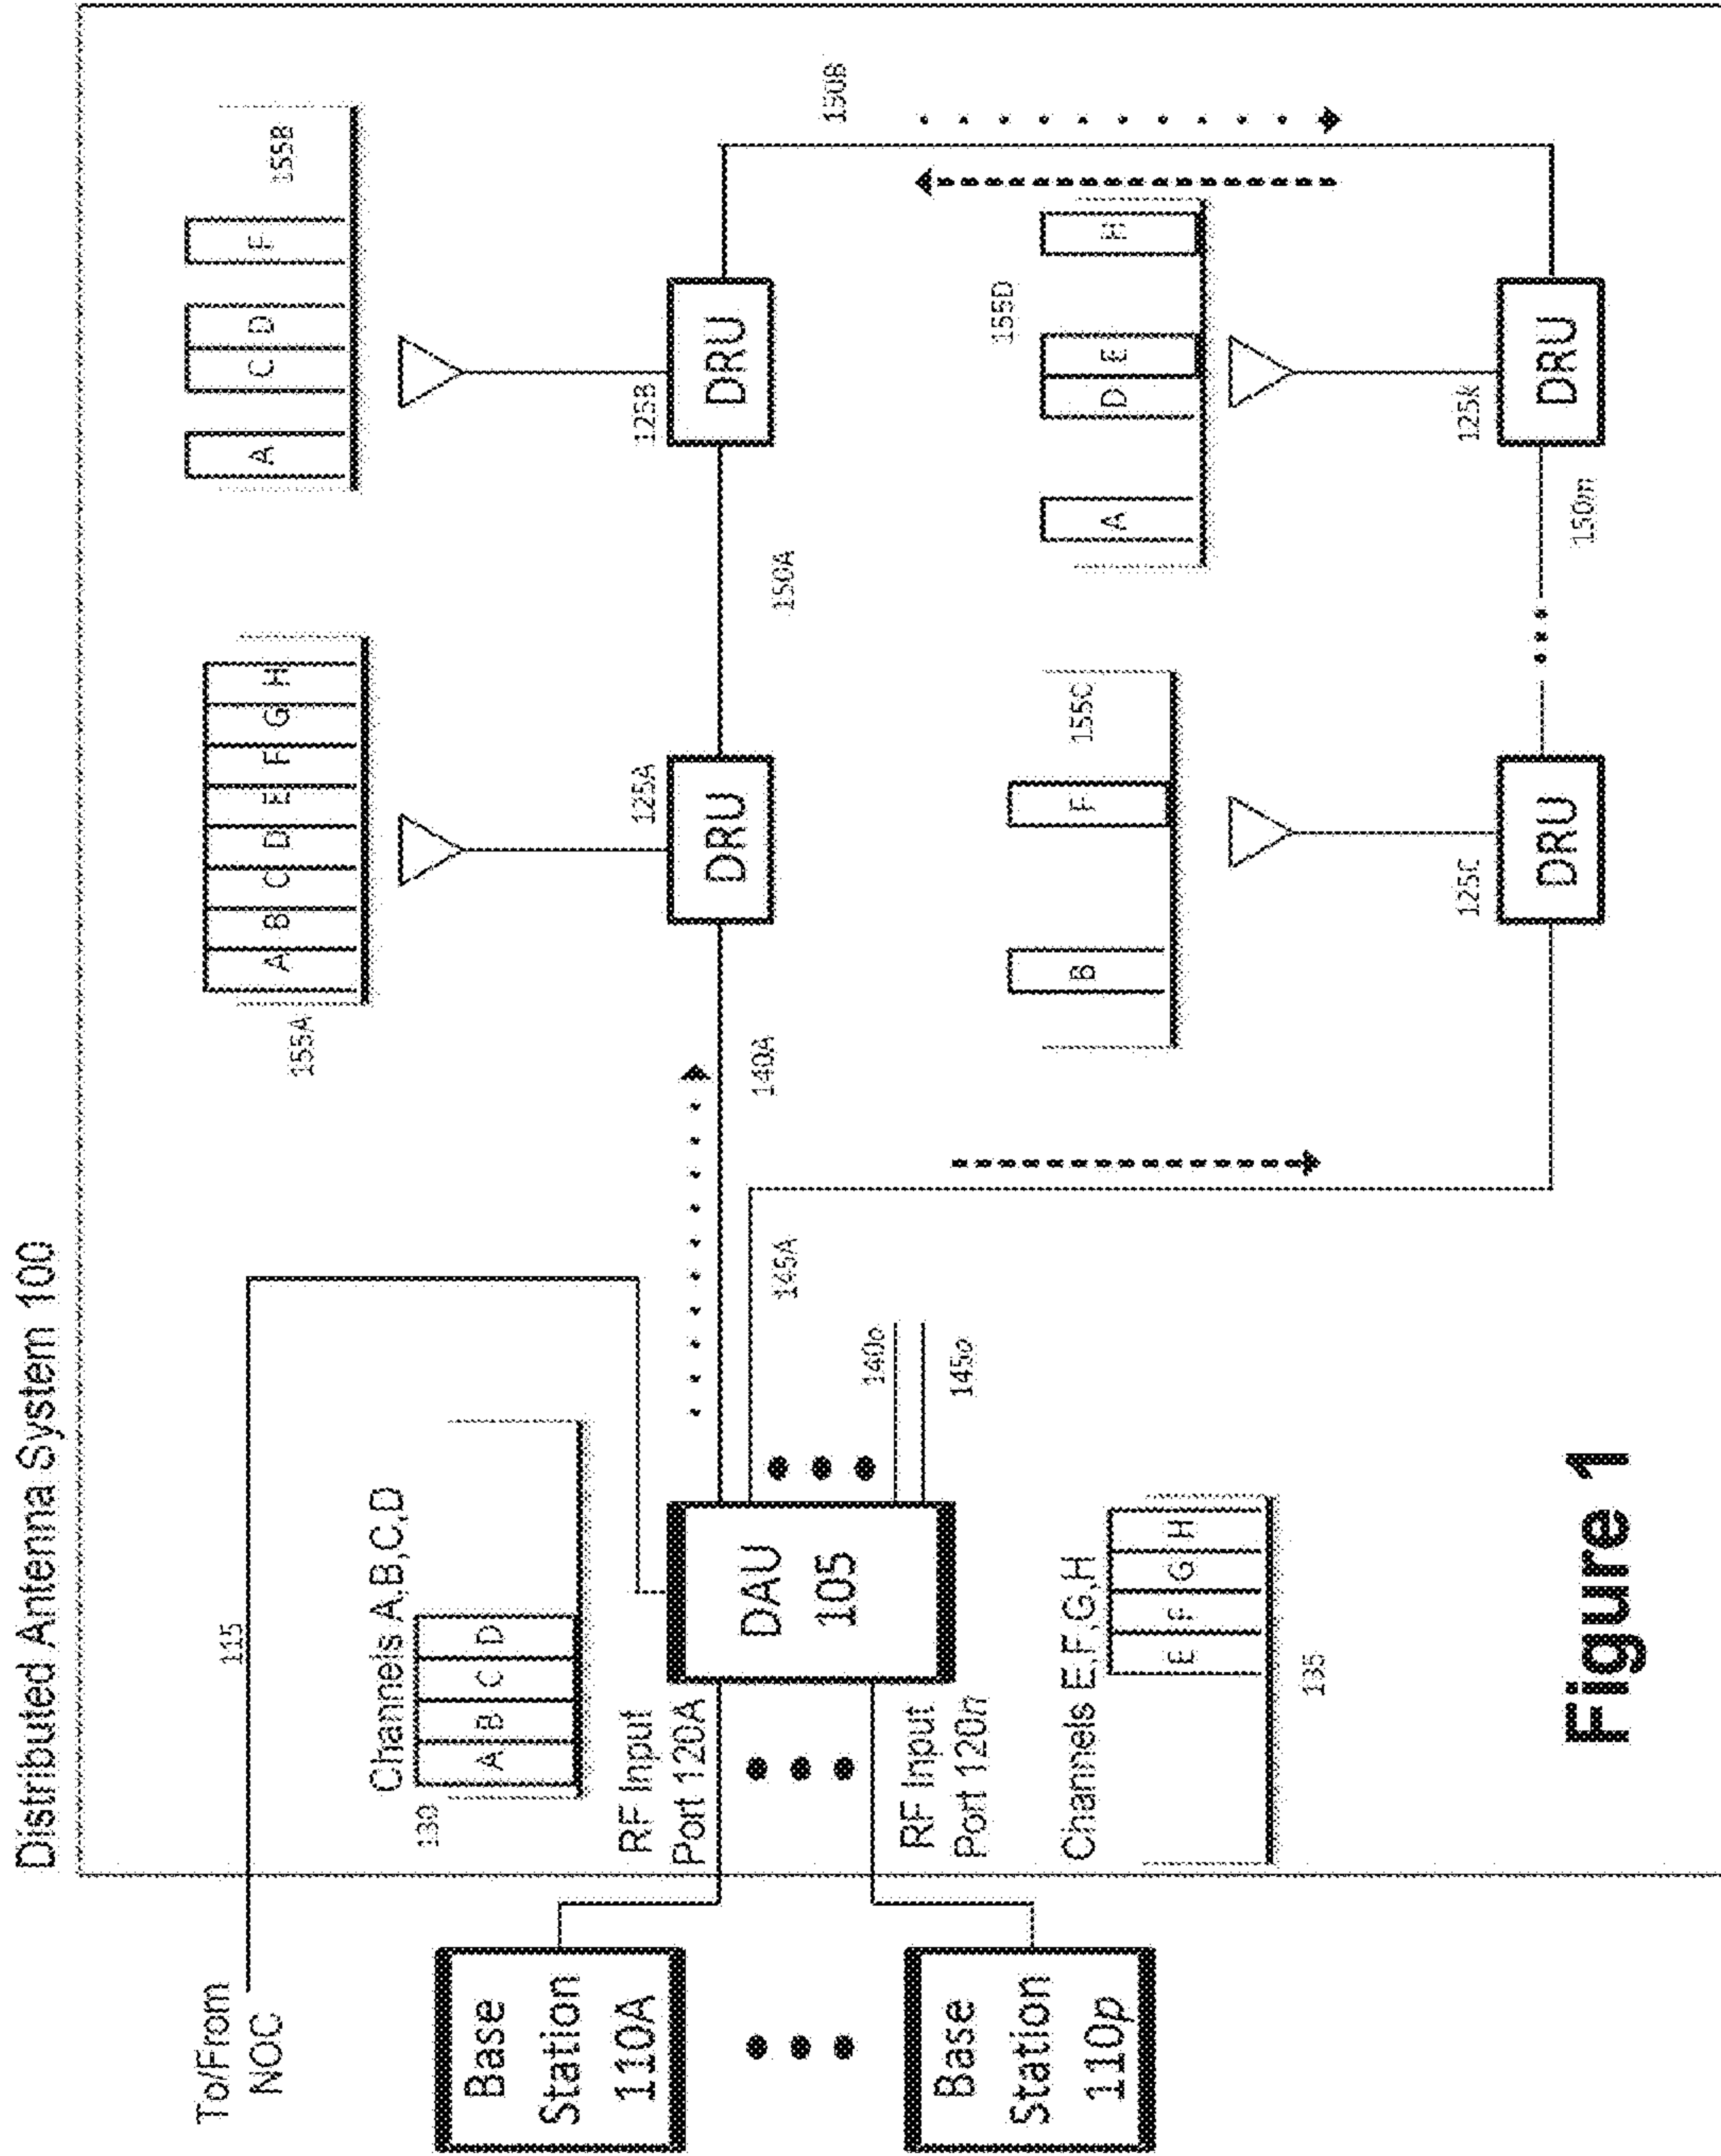 Distributed Antenna System 100
To/From
NOC
115
130
Channels A,B,C,D
A B C D
155A
A B C D E F G H
155B
A C D F
Base
Station
110A
RF Input
Port 120A
DAU
105
140A
125A
DRU
150A
125B
DRU
150B
145A
140o
145o
Base
Station
110p
RF Input
Port 120n
Channels E,F,G,H
E F G H
135
155C
B F
155D
A D E H
125C
DRU
150m
125k
DRU
Figure 1